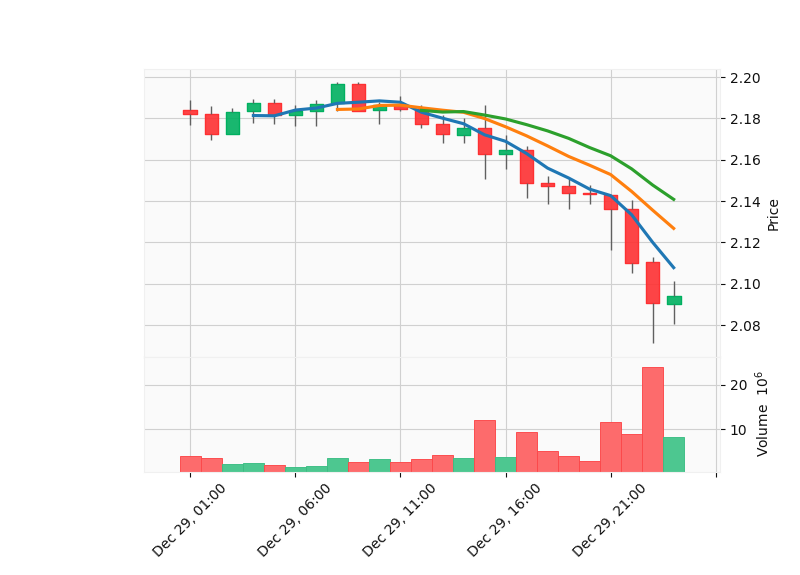 2.20
2.18
2.16
2.14
2.12
2.10
2.08
Price
20
10
Volume 10^6
Dec 29, 01:00
Dec 29, 06:00
Dec 29, 11:00
Dec 29, 16:00
Dec 29, 21:00